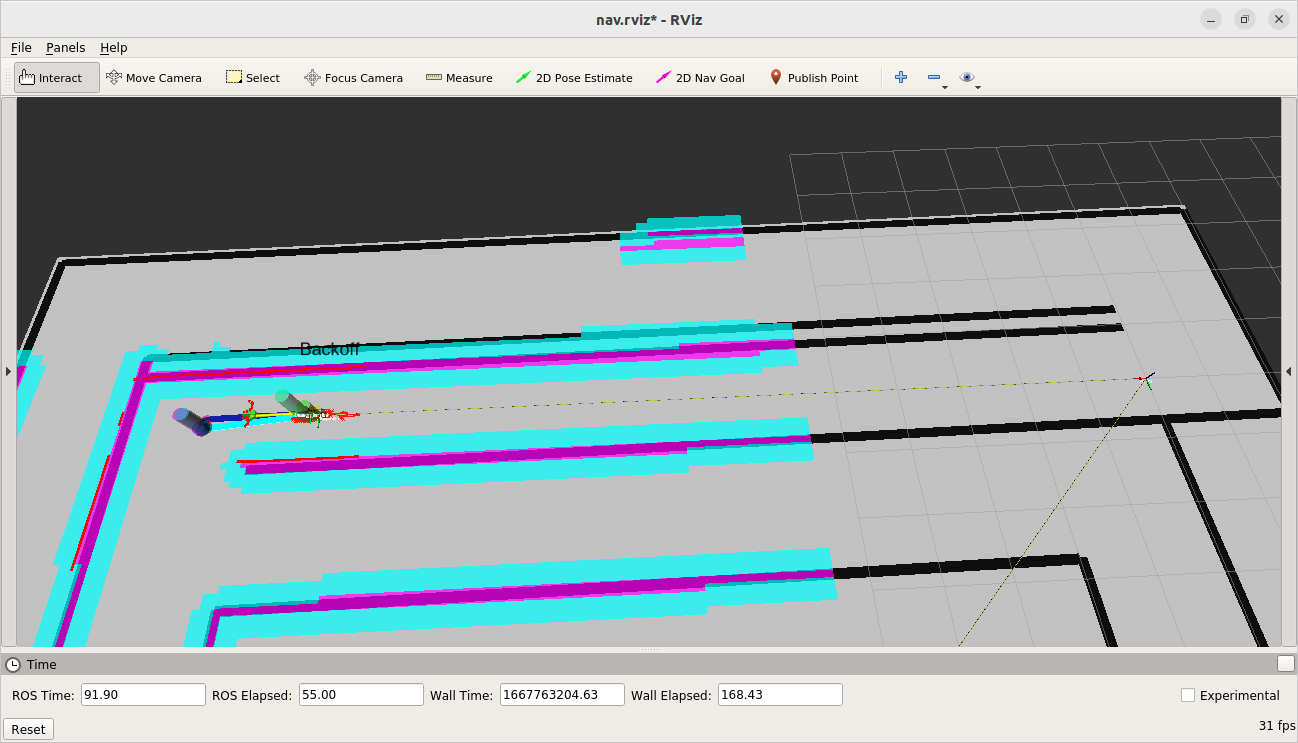 nav.rviz* - RViz
File Panels Help
Interact Move Camera Select Focus Camera Measure 2D Pose Estimate 2D Nav Goal Publish Point
Backoff
Time
ROS Time: 91.90 ROS Elapsed: 55.00 Wall Time: 1667763204.63 Wall Elapsed: 168.43 Experimental
Reset 31 fps